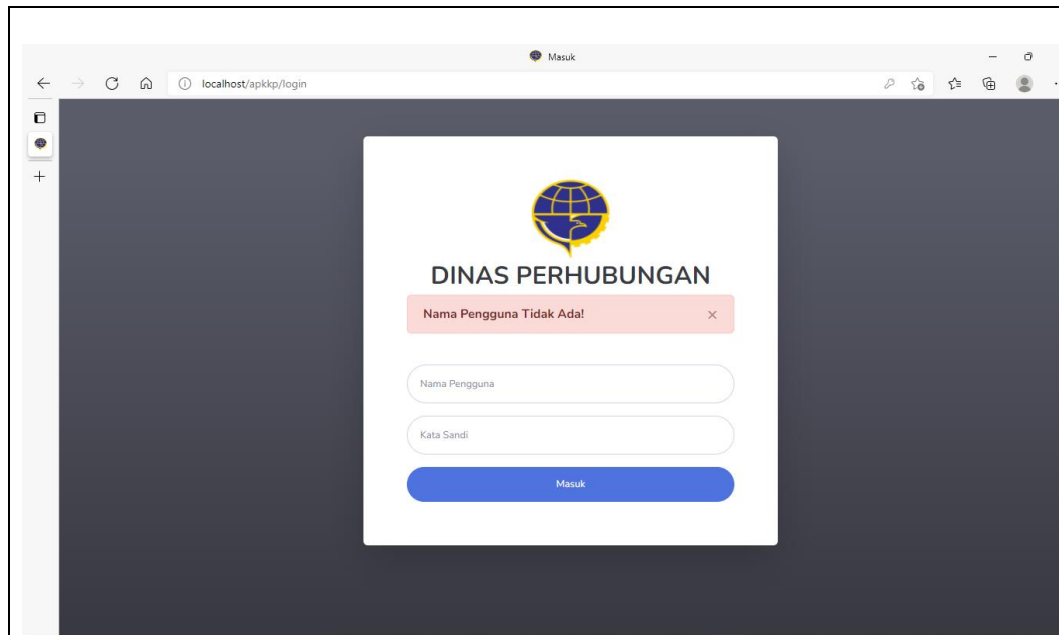 Masuk
localhost/apkkp/login
DINAS PERHUBUNGAN
Nama Pengguna Tidak Ada!
Nama Pengguna
Kata Sandi
Masuk